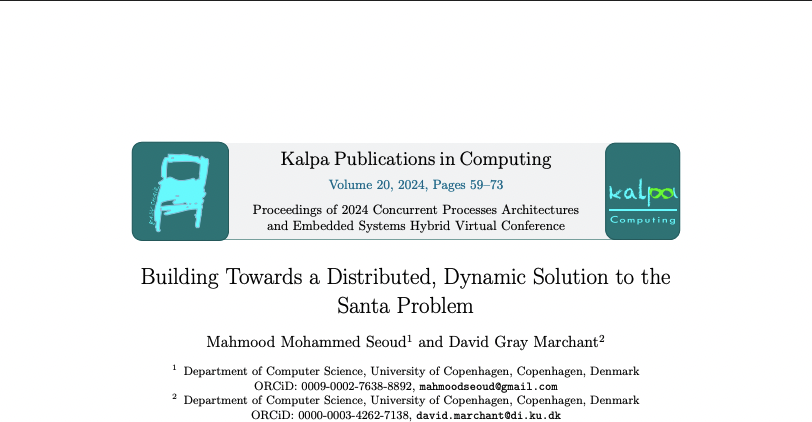 Kalpa Publications in Computing
Volume 20, 2024, Pages 59–73
Proceedings of 2024 Concurrent Processes Architectures
and Embedded Systems Hybrid Virtual Conference
kalpa
Computing
Building Towards a Distributed, Dynamic Solution to the
Santa Problem
Mahmood Mohammed Seoud¹ and David Gray Marchant²
¹ Department of Computer Science, University of Copenhagen, Copenhagen, Denmark
ORCiD: 0009-0002-7638-8892, mahmoodseoud@gmail.com
² Department of Computer Science, University of Copenhagen, Copenhagen, Denmark
ORCiD: 0000-0003-4262-7138, david.marchant@di.ku.dk